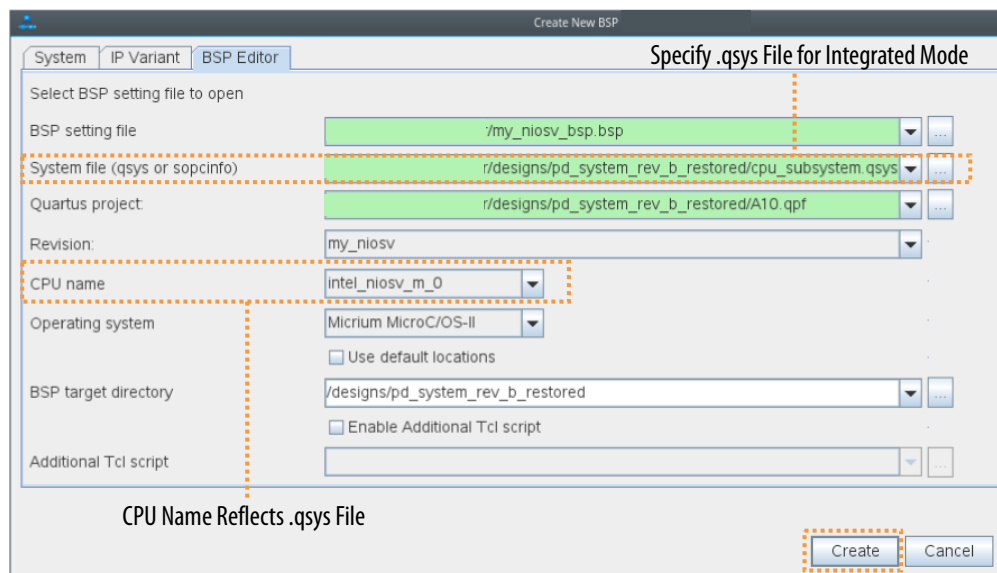 Create New BSP
System IP Variant BSP Editor
Specify .qsys File for Integrated Mode
Select BSP setting file to open
BSP setting file
/my_niosv_bsp.bsp
...
System file (qsys or sopcinfo)
r/designs/pd_system_rev_b_restored/cpu_subsystem.qsys
...
Quartus project:
r/designs/pd_system_rev_b_restored/A10.qpf
...
Revision:
my_niosv
CPU name
intel_niosv_m_0
Operating system
Micrium MicroC/OS-II
Use default locations
BSP target directory
/designs/pd_system_rev_b_restored
...
Enable Additional Tcl script
Additional Tcl script
...
CPU Name Reflects .qsys File
Create Cancel